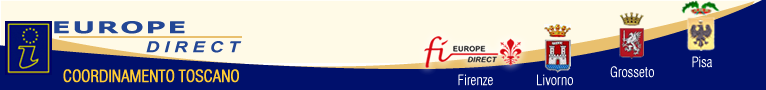 EUROPE
DIRECT
COORDINAMENTO TOSCANO
fi EUROPE
DIRECT
Firenze
Livorno
Grosseto
Pisa